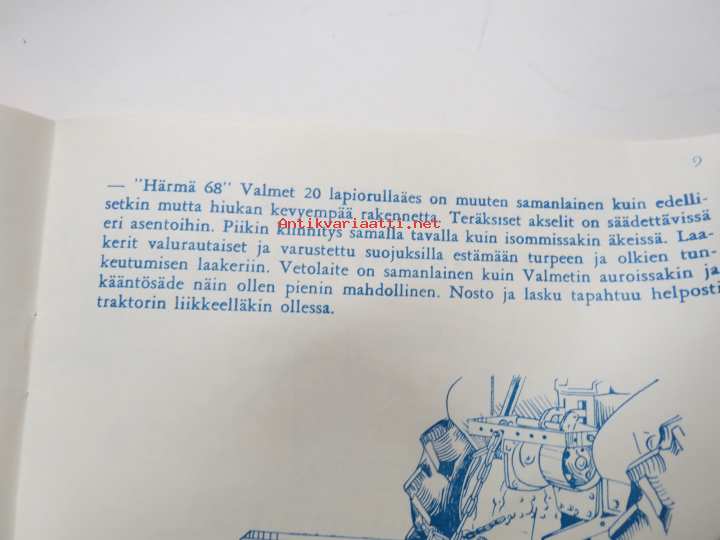 9
— "Härmä 68" Valmet 20 lapiorullaäes on muuten samanlainen kuin edelli-
setkin mutta hiukan kevyempää rakennetta. Teräksiset akselit on säädettävissä
eri asentoihin. Piikin kiinnitys samalla tavalla kuin isommissakin äkeissä. Laa-
kerit valurautaiset ja varustettu suojuksilla estämään turpeen ja olkien tun-
keutumisen laakeriin. Vetolaite on samanlainen kuin Valmetin auroissakin ja
kääntösäde näin ollen pienin mahdollinen. Nosto ja lasku tapahtuu helposti
traktorin liikkeelläkin ollessa.
Antikvariaatti.net